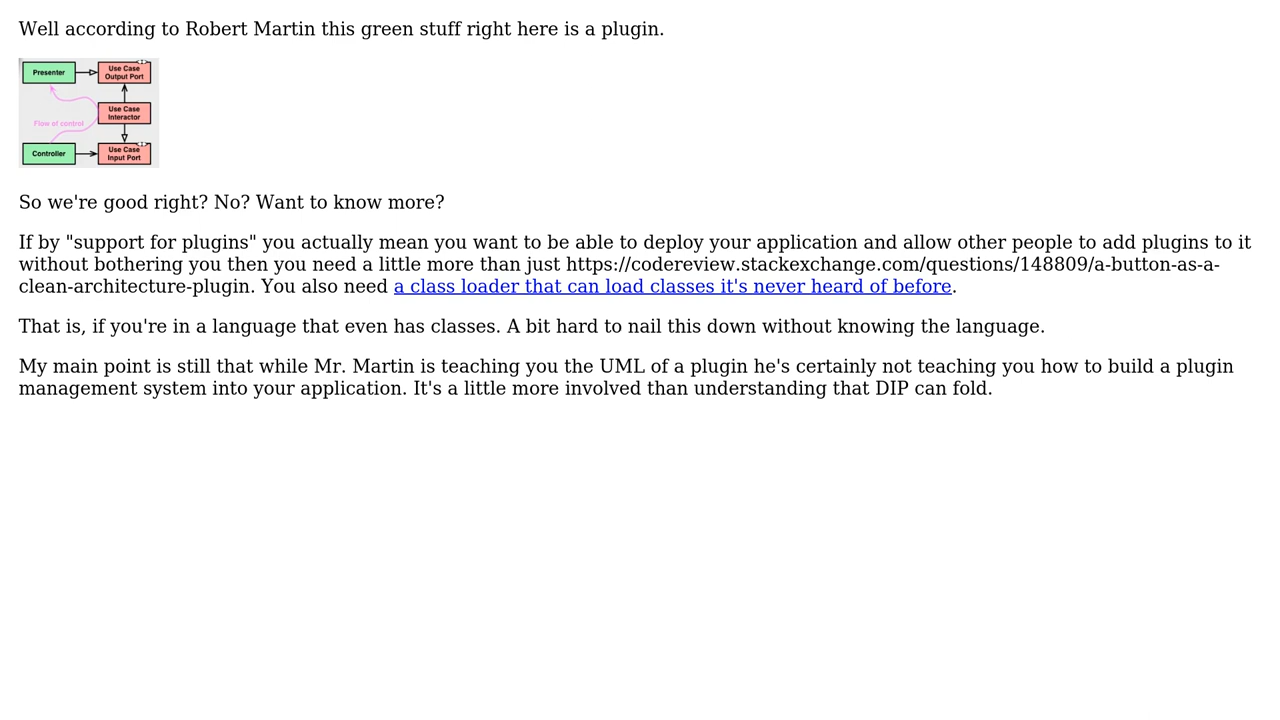 Well according to Robert Martin this green stuff right here is a plugin.
Presenter
Use Case
Output Port
Use Case
Interactor
Flow of control
Controller
Use Case
Input Port
So we're good right? No? Want to know more?
If by "support for plugins" you actually mean you want to be able to deploy your application and allow other people to add plugins to it
without bothering you then you need a little more than just https://codereview.stackexchange.com/questions/148809/a-button-as-a-
clean-architecture-plugin. You also need a class loader that can load classes it's never heard of before.
That is, if you're in a language that even has classes. A bit hard to nail this down without knowing the language.
My main point is still that while Mr. Martin is teaching you the UML of a plugin he's certainly not teaching you how to build a plugin
management system into your application. It's a little more involved than understanding that DIP can fold.